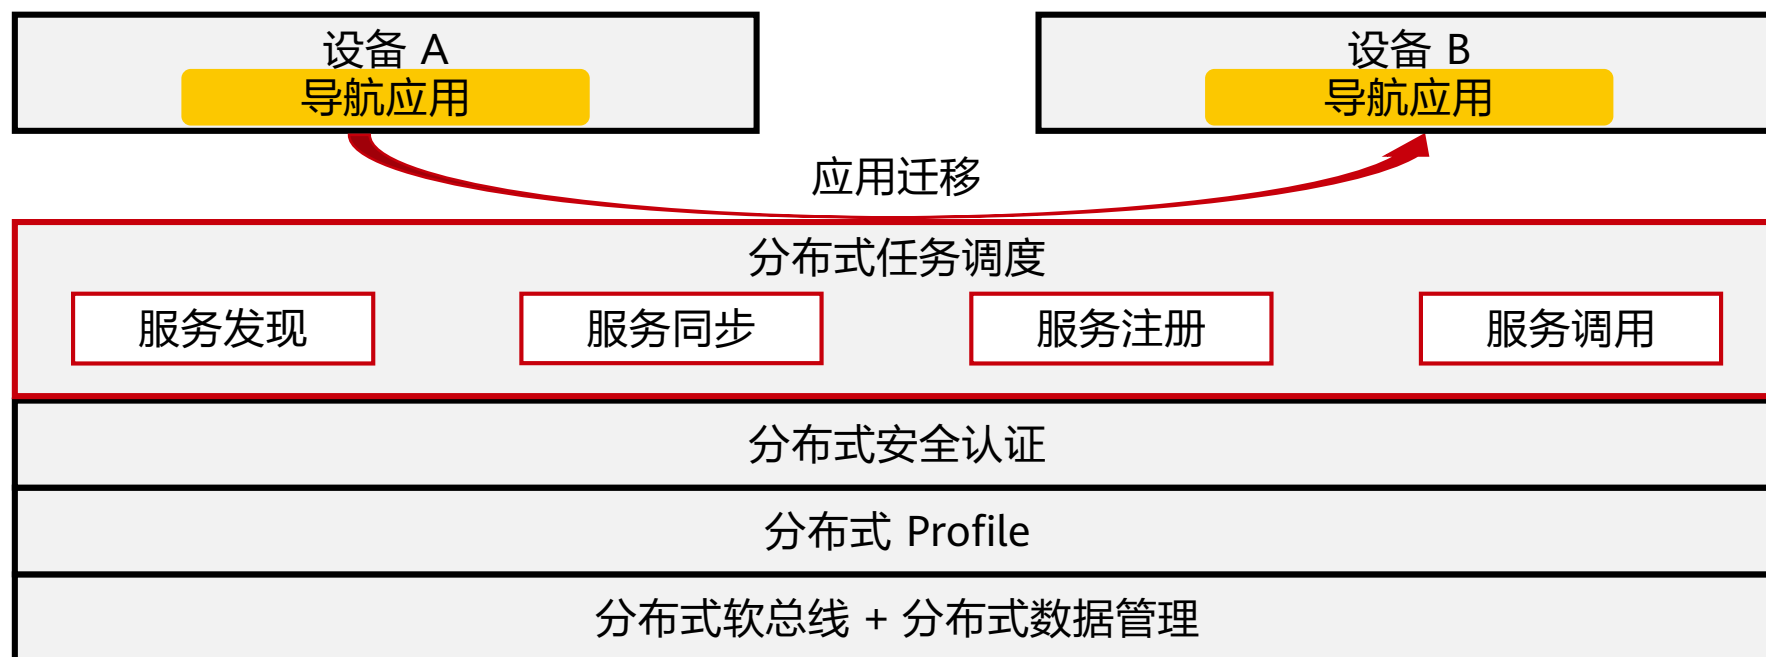 设备 A
导航应用
设备 B
导航应用
应用迁移
分布式任务调度
服务发现
服务同步
服务注册
服务调用
分布式安全认证
分布式 Profile
分布式软总线 + 分布式数据管理